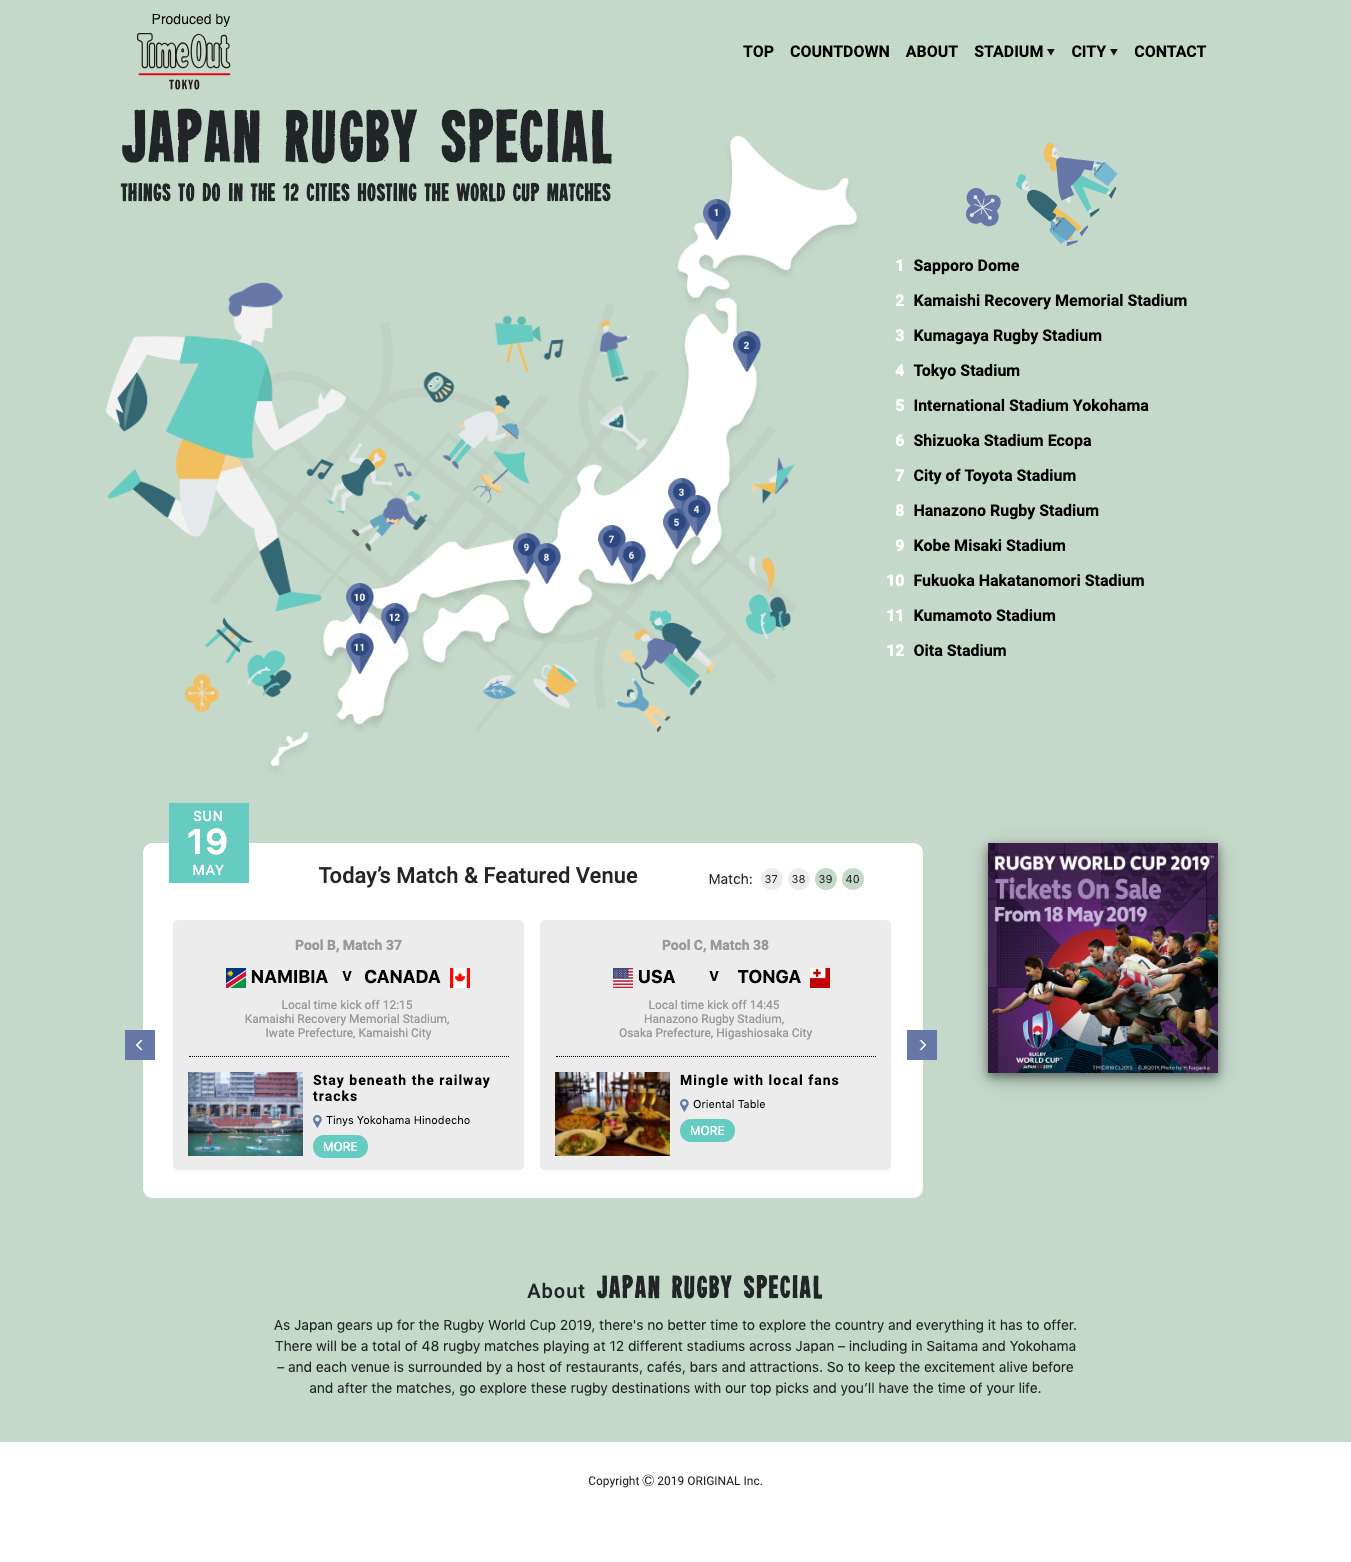 Produced by
TimeOut
TOKYO
TOP COUNTDOWN ABOUT STADIUM ▾ CITY ▾ CONTACT
JAPAN RUGBY SPECIAL
THINGS TO DO IN THE 12 CITIES HOSTING THE WORLD CUP MATCHES
1
2
3
4
5
6
7
8
9
10
11
12
1 Sapporo Dome
2 Kamaishi Recovery Memorial Stadium
3 Kumagaya Rugby Stadium
4 Tokyo Stadium
5 International Stadium Yokohama
6 Shizuoka Stadium Ecopa
7 City of Toyota Stadium
8 Hanazono Rugby Stadium
9 Kobe Misaki Stadium
10 Fukuoka Hakatanomori Stadium
11 Kumamoto Stadium
12 Oita Stadium
SUN
19
MAY
Today’s Match & Featured Venue
Match: 37 38 39 40
Pool B, Match 37
NAMIBIA V CANADA
Local time kick off 12:15
Kamaishi Recovery Memorial Stadium,
Iwate Prefecture, Kamaishi City
Stay beneath the railway
tracks
Tinys Yokohama Hinodecho
MORE
Pool C, Match 38
USA V TONGA
Local time kick off 14:45
Hanazono Rugby Stadium,
Osaka Prefecture, Higashiosaka City
Mingle with local fans
Oriental Table
MORE
RUGBY WORLD CUP 2019™
Tickets On Sale
From 18 May 2019
RUGBY
WORLD CUP™
JAPAN 2019
TM©RWCL2015 ©JR2019,Photo by H.Nagaoka
About JAPAN RUGBY SPECIAL
As Japan gears up for the Rugby World Cup 2019, there's no better time to explore the country and everything it has to offer.
There will be a total of 48 rugby matches playing at 12 different stadiums across Japan – including in Saitama and Yokohama
– and each venue is surrounded by a host of restaurants, cafés, bars and attractions. So to keep the excitement alive before
and after the matches, go explore these rugby destinations with our top picks and you’ll have the time of your life.
Copyright Ⓒ 2019 ORIGINAL Inc.